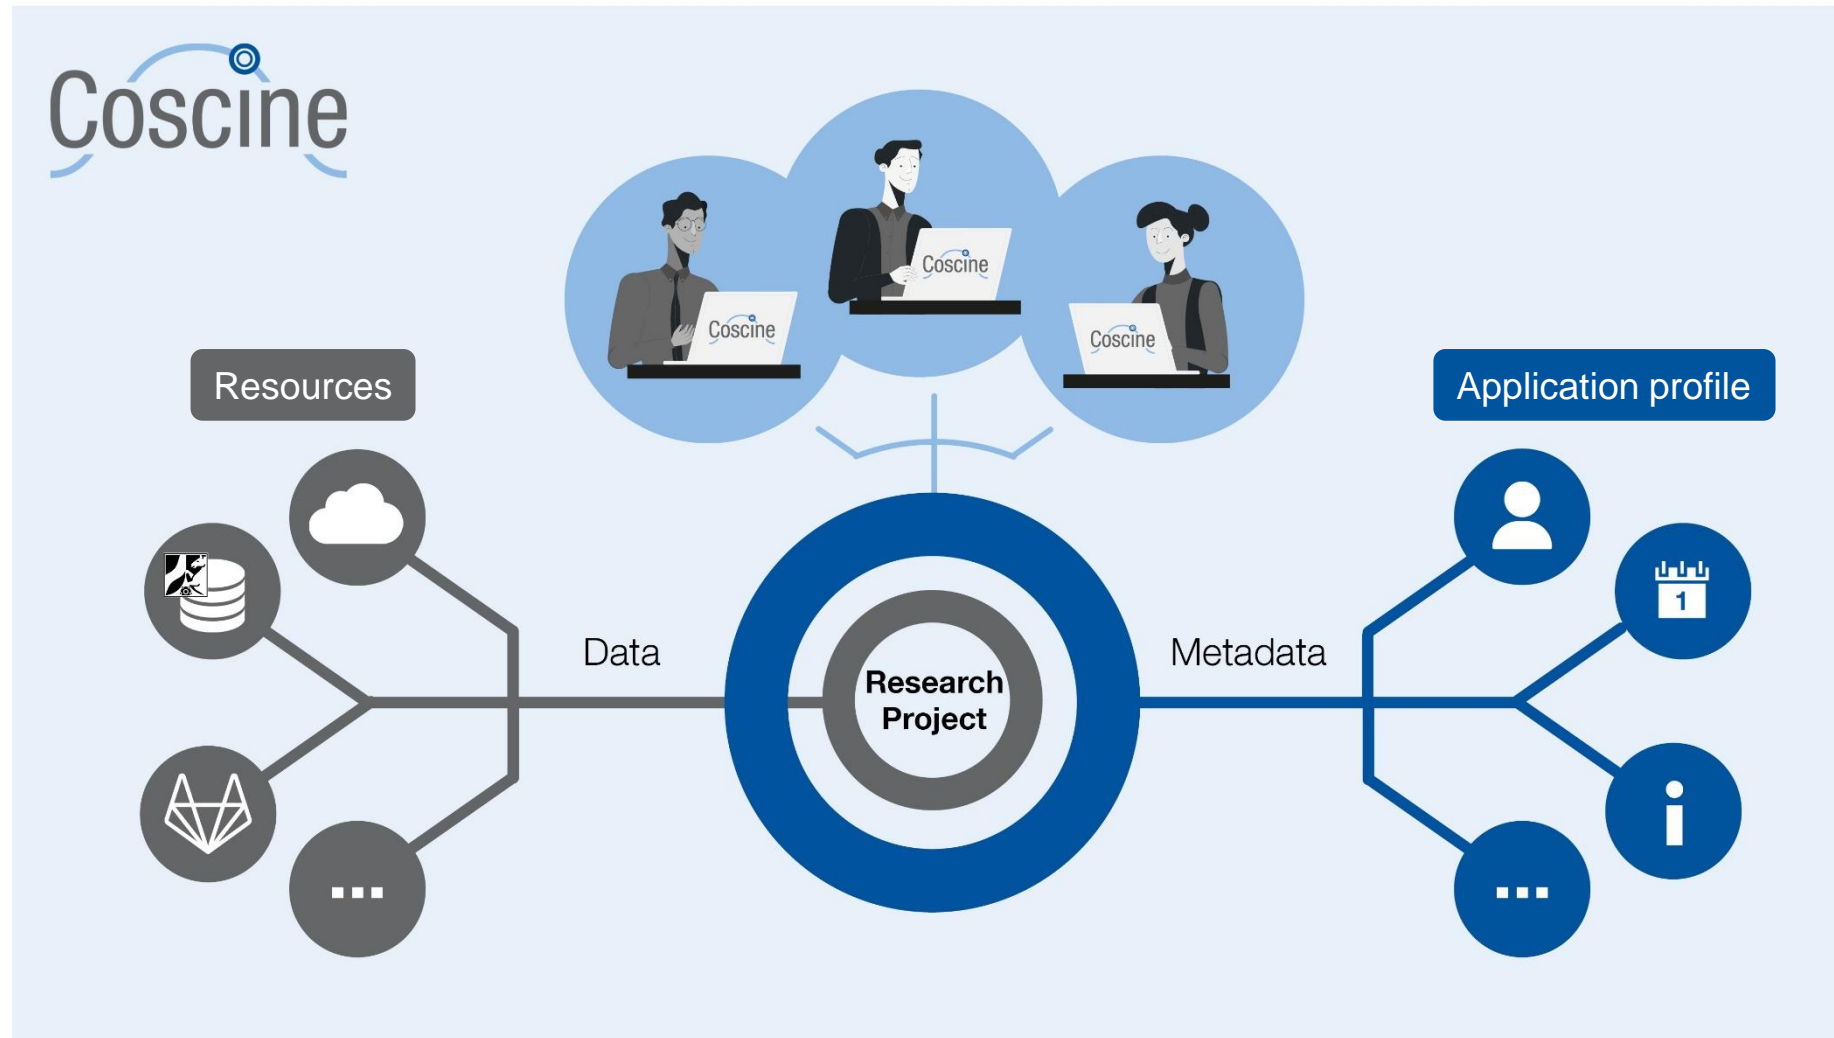 Coscine
Coscine
Coscine
Coscine
Resources
Application profile
1
Data
Metadata
Research
Project